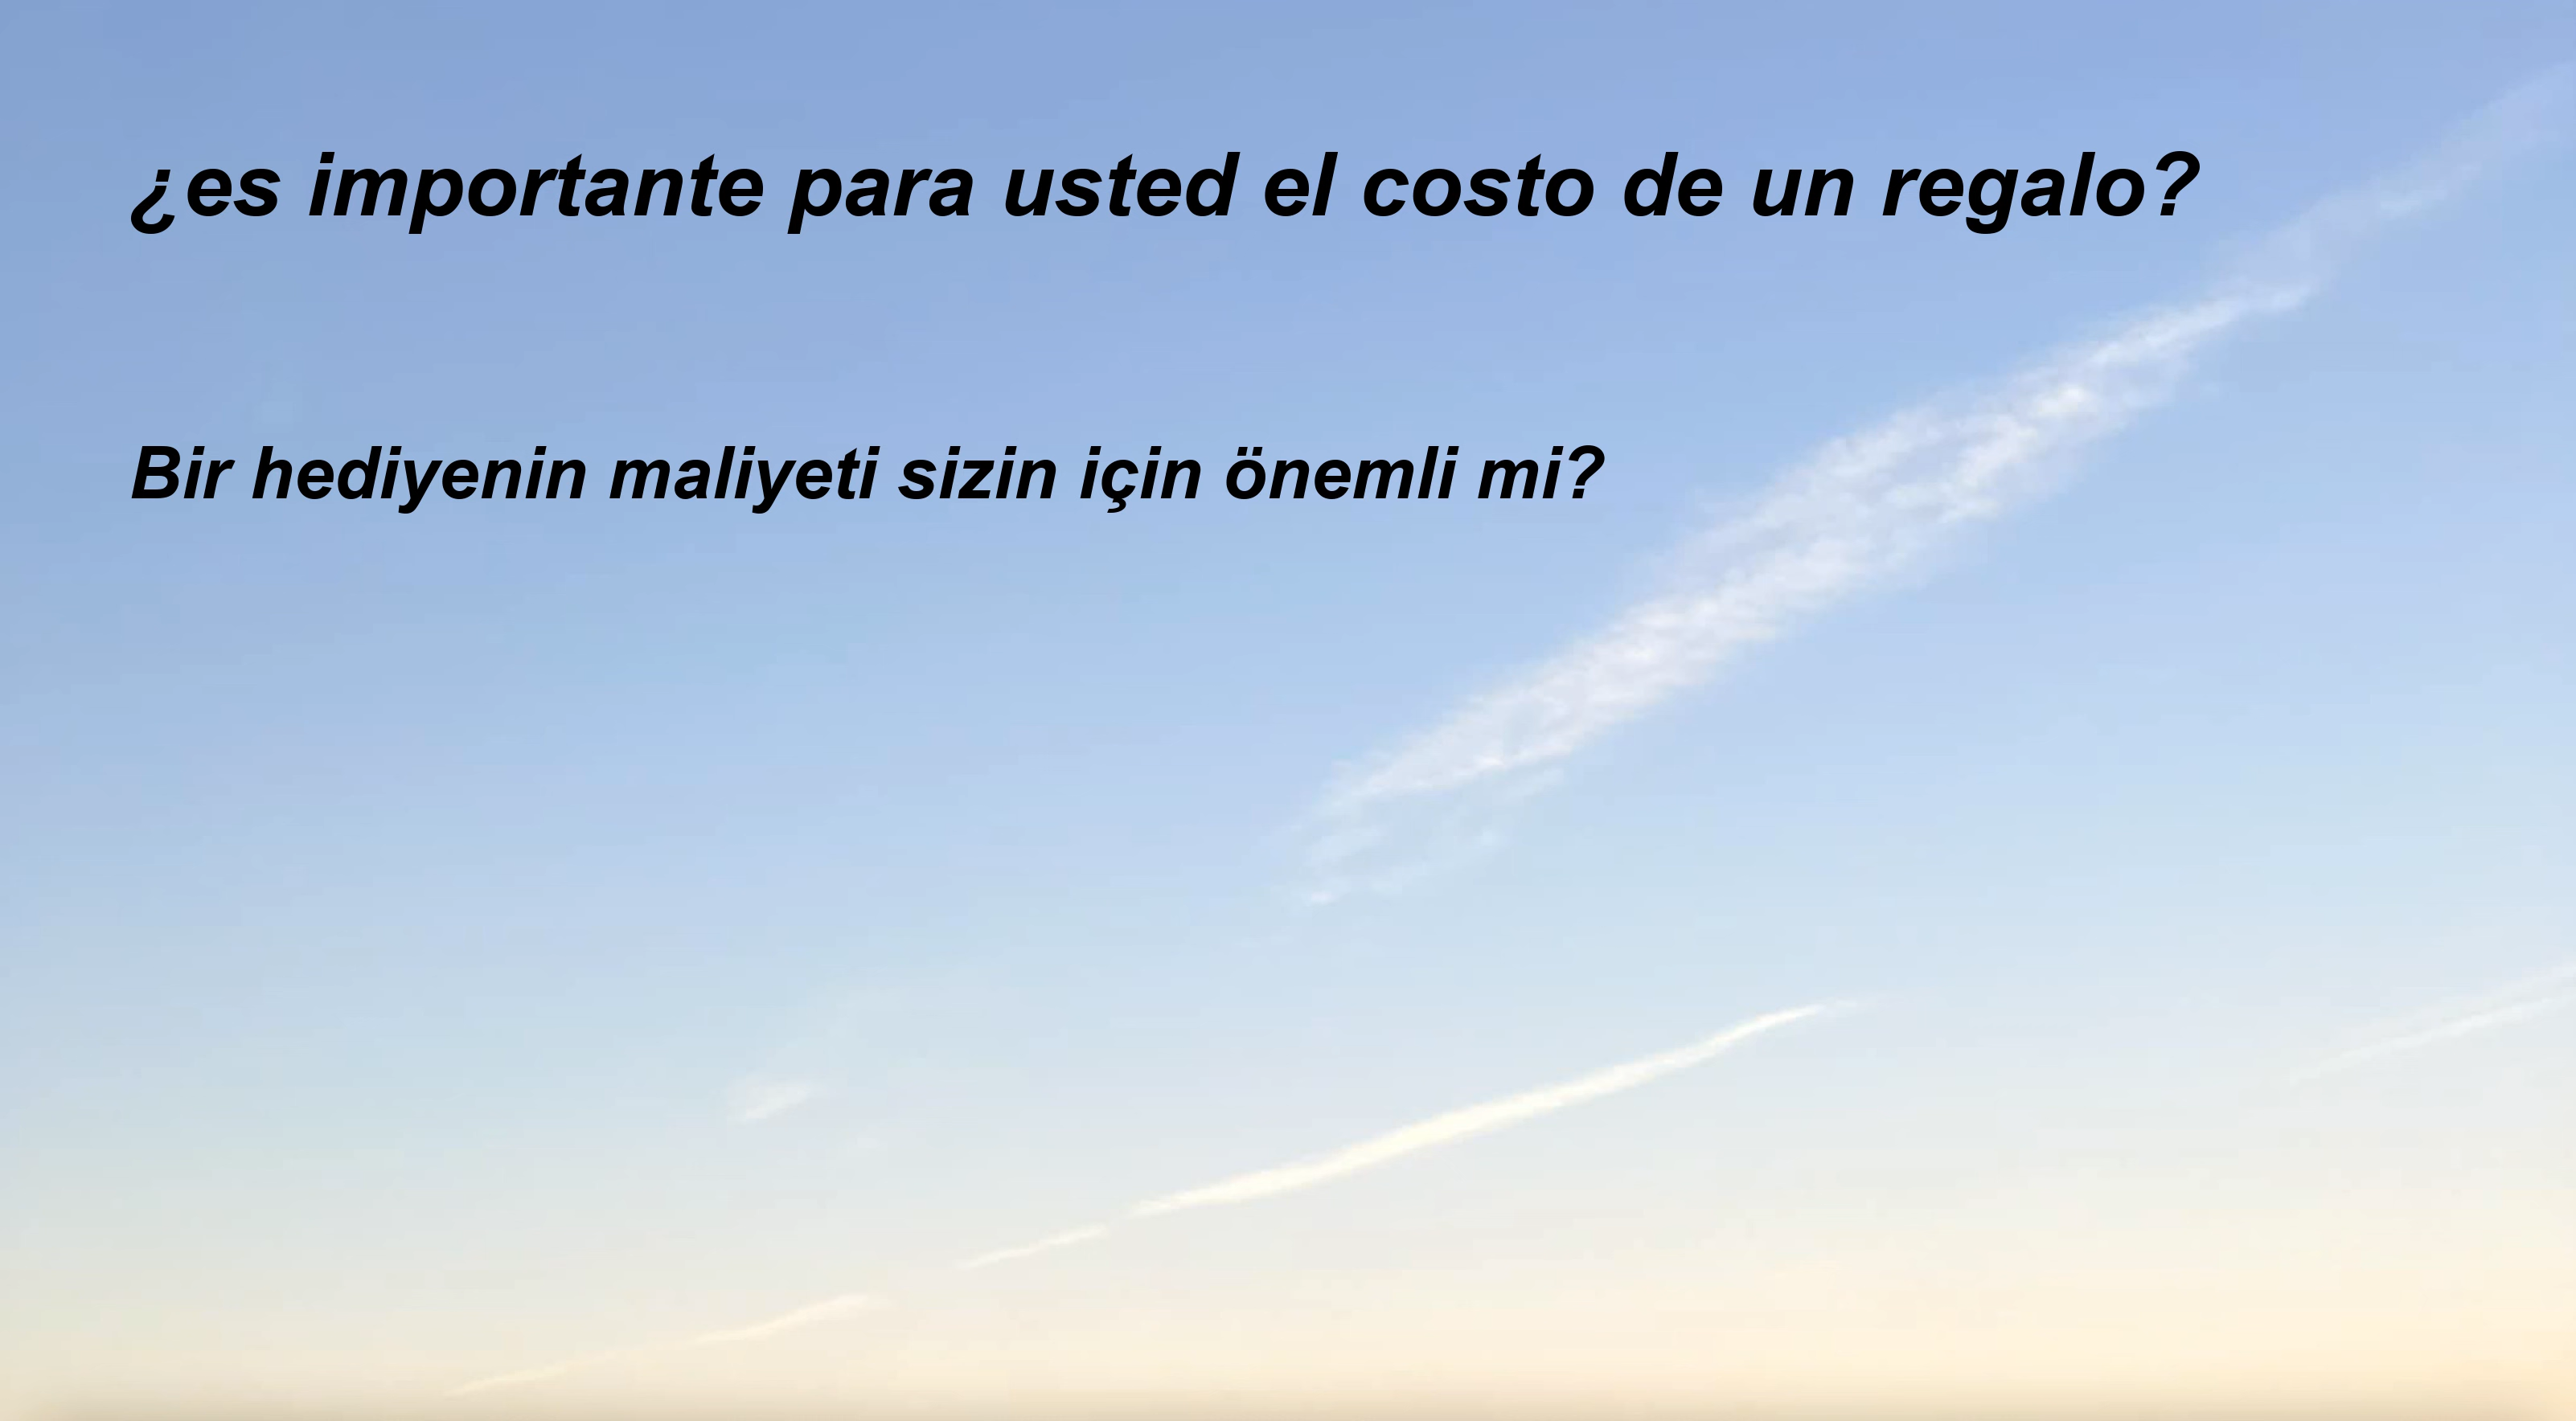 ¿es importante para usted el costo de un regalo?
Bir hediyenin maliyeti sizin için önemli mi?